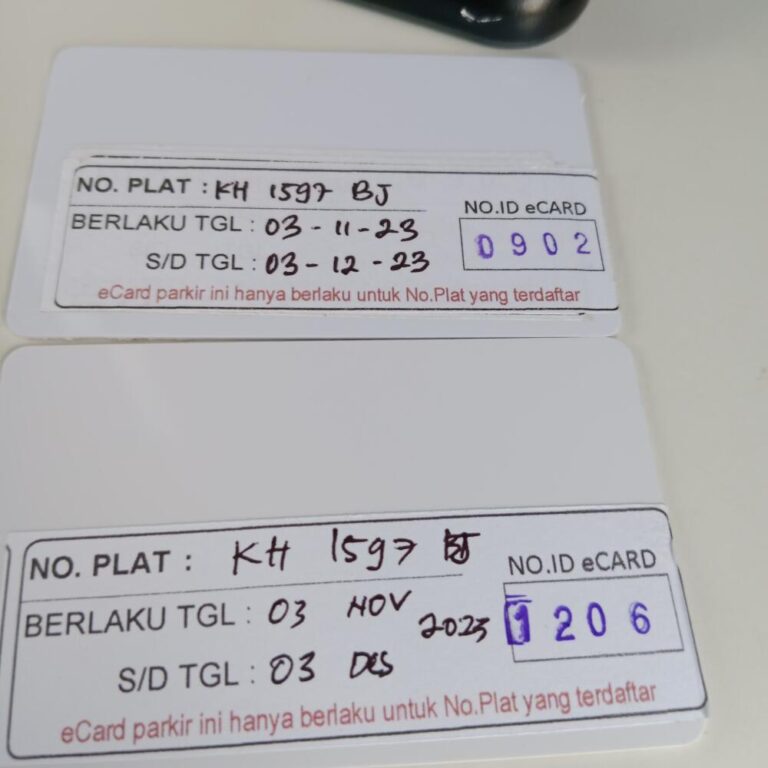 NO. PLAT : KH 1597 BJ
BERLAKU TGL : 03 - 11 - 23
S/D TGL : 03 - 12 - 23
NO.ID eCARD
0902
eCard parkir ini hanya berlaku untuk No.Plat yang terdaftar
NO. PLAT : KH 1597 BJ
BERLAKU TGL : 03 NOV 2023
S/D TGL : 03 DES
NO.ID eCARD
1206
eCard parkir ini hanya berlaku untuk No.Plat yang terdaftar